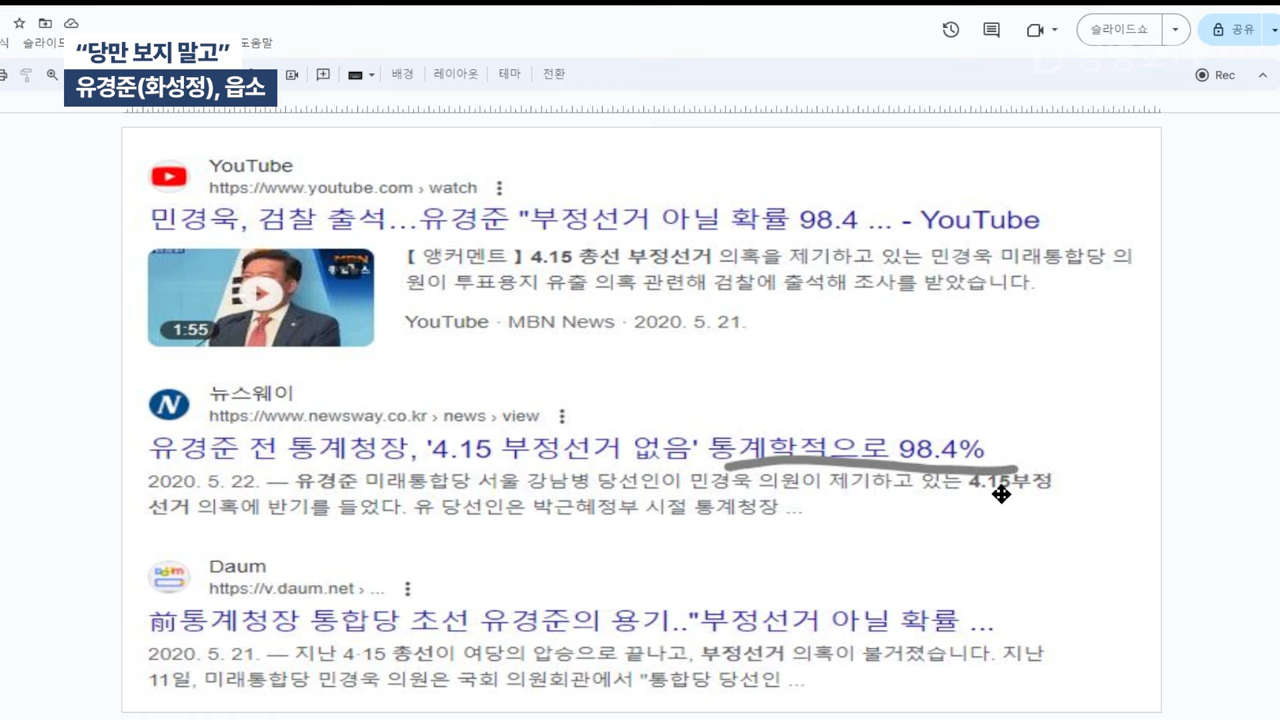 슬라이드쇼
공유
식 슬라이드 도움말
“당만 보지 말고”
유경준(화성정), 읍소
배경 레이아웃 테마 전환
Rec
YouTube
https://www.youtube.com › watch
민경욱, 검찰 출석...유경준 "부정선거 아닐 확률 98.4 ... - YouTube
[ 앵커멘트 ] 4.15 총선 부정선거 의혹을 제기하고 있는 민경욱 미래통합당 의
원이 투표용지 유출 의혹 관련해 검찰에 출석해 조사를 받았습니다.
MBN
1:55
YouTube · MBN News · 2020. 5. 21.
뉴스웨이
https://www.newsway.co.kr › news › view
유경준 전 통계청장, '4.15 부정선거 없음' 통계학적으로 98.4%
2020. 5. 22. — 유경준 미래통합당 서울 강남병 당선인이 민경욱 의원이 제기하고 있는 4.15부정
선거 의혹에 반기를 들었다. 유 당선인은 박근혜정부 시절 통계청장 ...
Daum
https://v.daum.net › ...
前통계청장 통합당 초선 유경준의 용기.."부정선거 아닐 확률 ...
2020. 5. 21. — 지난 4·15 총선이 여당의 압승으로 끝나고, 부정선거 의혹이 불거졌습니다. 지난
11일, 미래통합당 민경욱 의원은 국회 의원회관에서 "통합당 당선인 ...